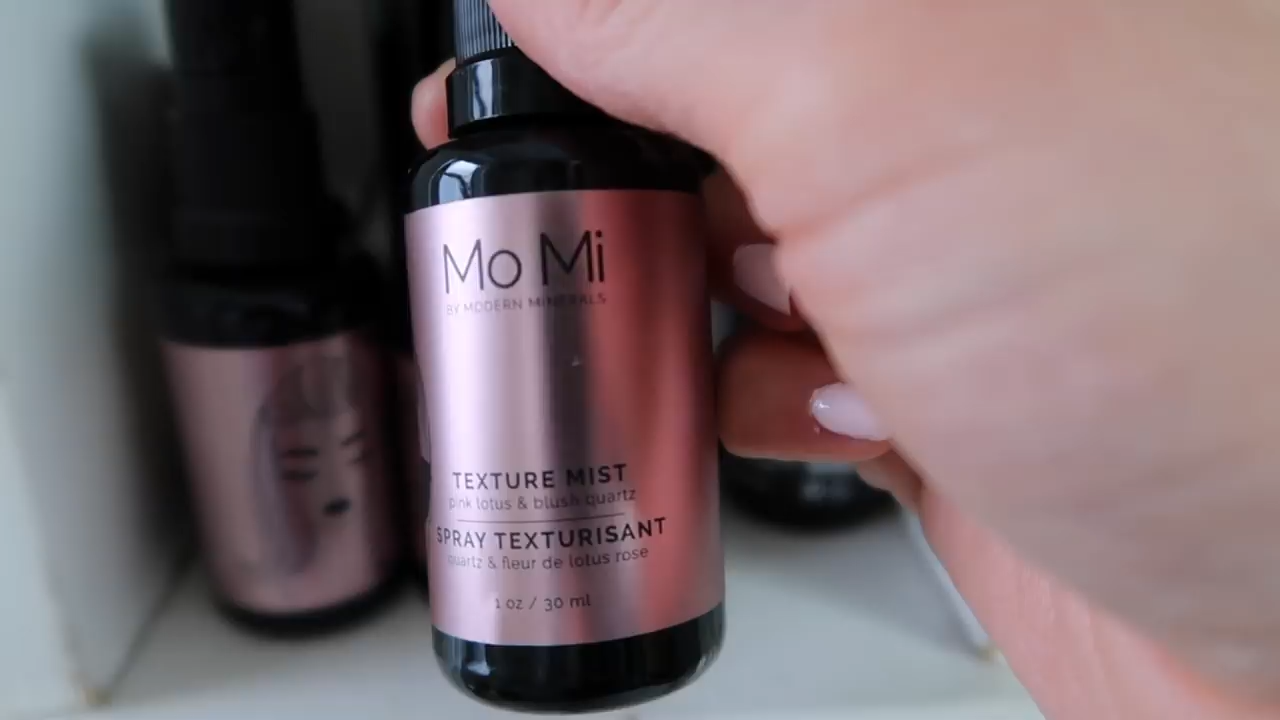 Mo Mi
BY MODERN MINERALS
TEXTURE MIST
pink lotus & blush quartz
SPRAY TEXTURISANT
quartz & fleur de lotus rose
1 oz / 30 ml